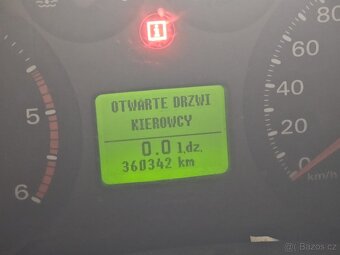 80
60
40
20
0
km/h
5
6
OTWARTE DRZWI
KIEROWCY
0.0 l.dz.
360342 km
©Bazos.cz